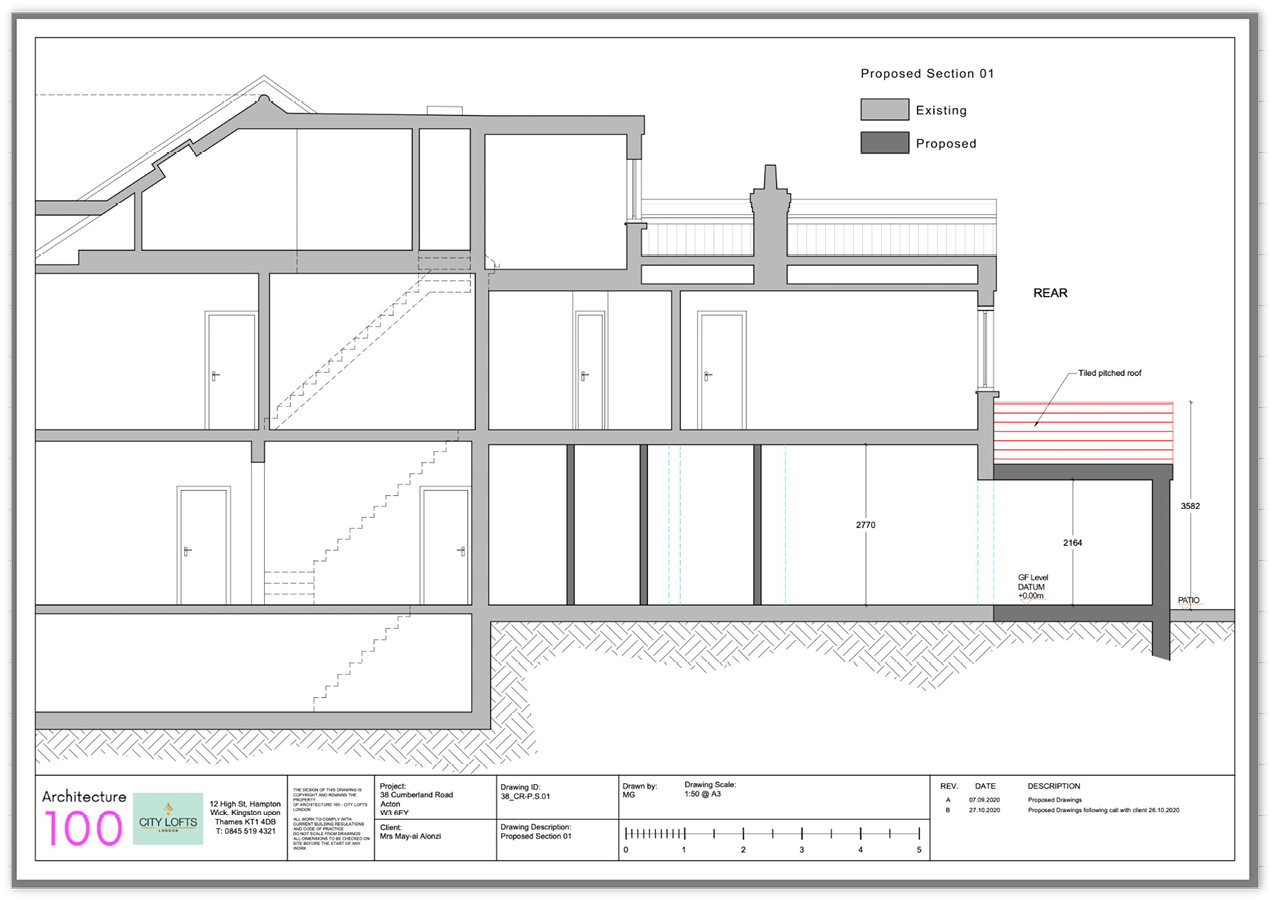 Proposed Section 01
Existing
Proposed
REAR
Tiled pitched roof
3582
2770
2164
GF Level
DATUM
+0.00m
PATIO
Architecture
100
CITY LOFTS
LONDON
12 High St, Hampton
Wick. Kingston upon
Thames KT1 4DB
T: 0845 519 4321
THE DESIGN OF THIS DRAWING IS
COPYRIGHT AND REMAINS THE
PROPERTY
OF ARCHITECTURE 100 - CITY LOFTS
LONDON
ALL WORK TO COMPLY WITH
CURRENT BUILDING REGULATIONS
AND CODE OF PRACTICE
DO NOT SCALE FROM DRAWINGS
ALL DIMENSIONS TO BE CHECKED ON
SITE BEFORE THE START OF ANY
WORK
Project:
38 Cumberland Road
Acton
W3 6EY
Client:
Mrs May-ai Alonzi
Drawing ID:
38_CR-P.S.01
Drawing Description:
Proposed Section 01
Drawn by:
MG
Drawing Scale:
1:50 @ A3
0 1 2 3 4 5
REV. DATE DESCRIPTION
A 07.09.2020 Proposed Drawings
B 27.10.2020 Proposed Drawings following call with client 26.10.2020